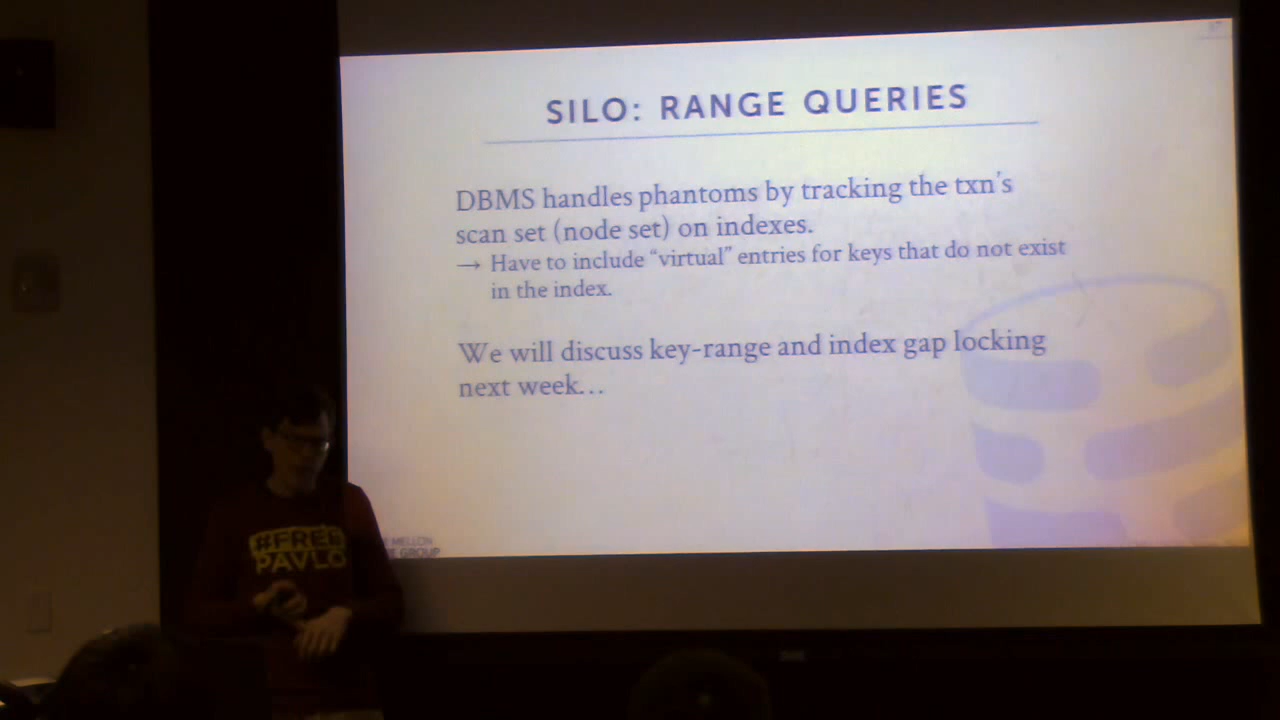 SILO: RANGE QUERIES
DBMS handles phantoms by tracking the txn's
scan set (node set) on indexes.
→ Have to include “virtual” entries for keys that do not exist
in the index.
We will discuss key-range and index gap locking
next week…
#FREE
PAVLO
MELLON
GROUP